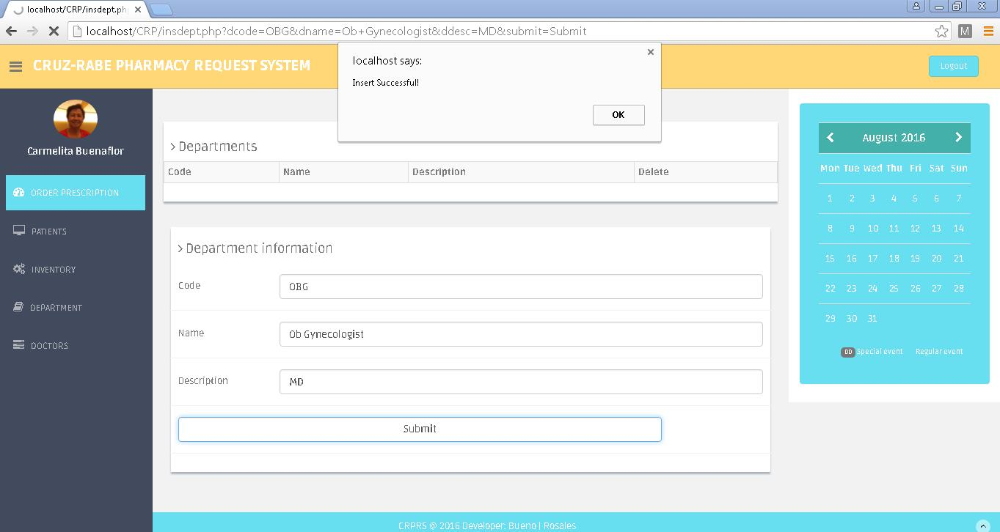 localhost/CRP/insdept.ph
localhost/CRP/insdept.php?dcode=OBG&dname=Ob+Gynecologist&ddesc=MD&submit=Submit
M
CRUZ-RABE PHARMACY REQUEST SYSTEM
Logout
localhost says:
Insert Successful!
OK
Carmelita Buenaflor
ORDER PRESCRIPTION
PATIENTS
INVENTORY
DEPARTMENT
DOCTORS
> Departments
Code Name Description Delete
> Department information
Code OBG
Name Ob Gynecologist
Description MD
Submit
August 2016
Mon Tue Wed Thu Fri Sat Sun
1 2 3 4 5 6 7
8 9 10 11 12 13 14
15 16 17 18 19 20 21
22 23 24 25 26 27 28
29 30 31
DD Special event Regular event
CRPRS @ 2016 Developer: Bueno | Rosales